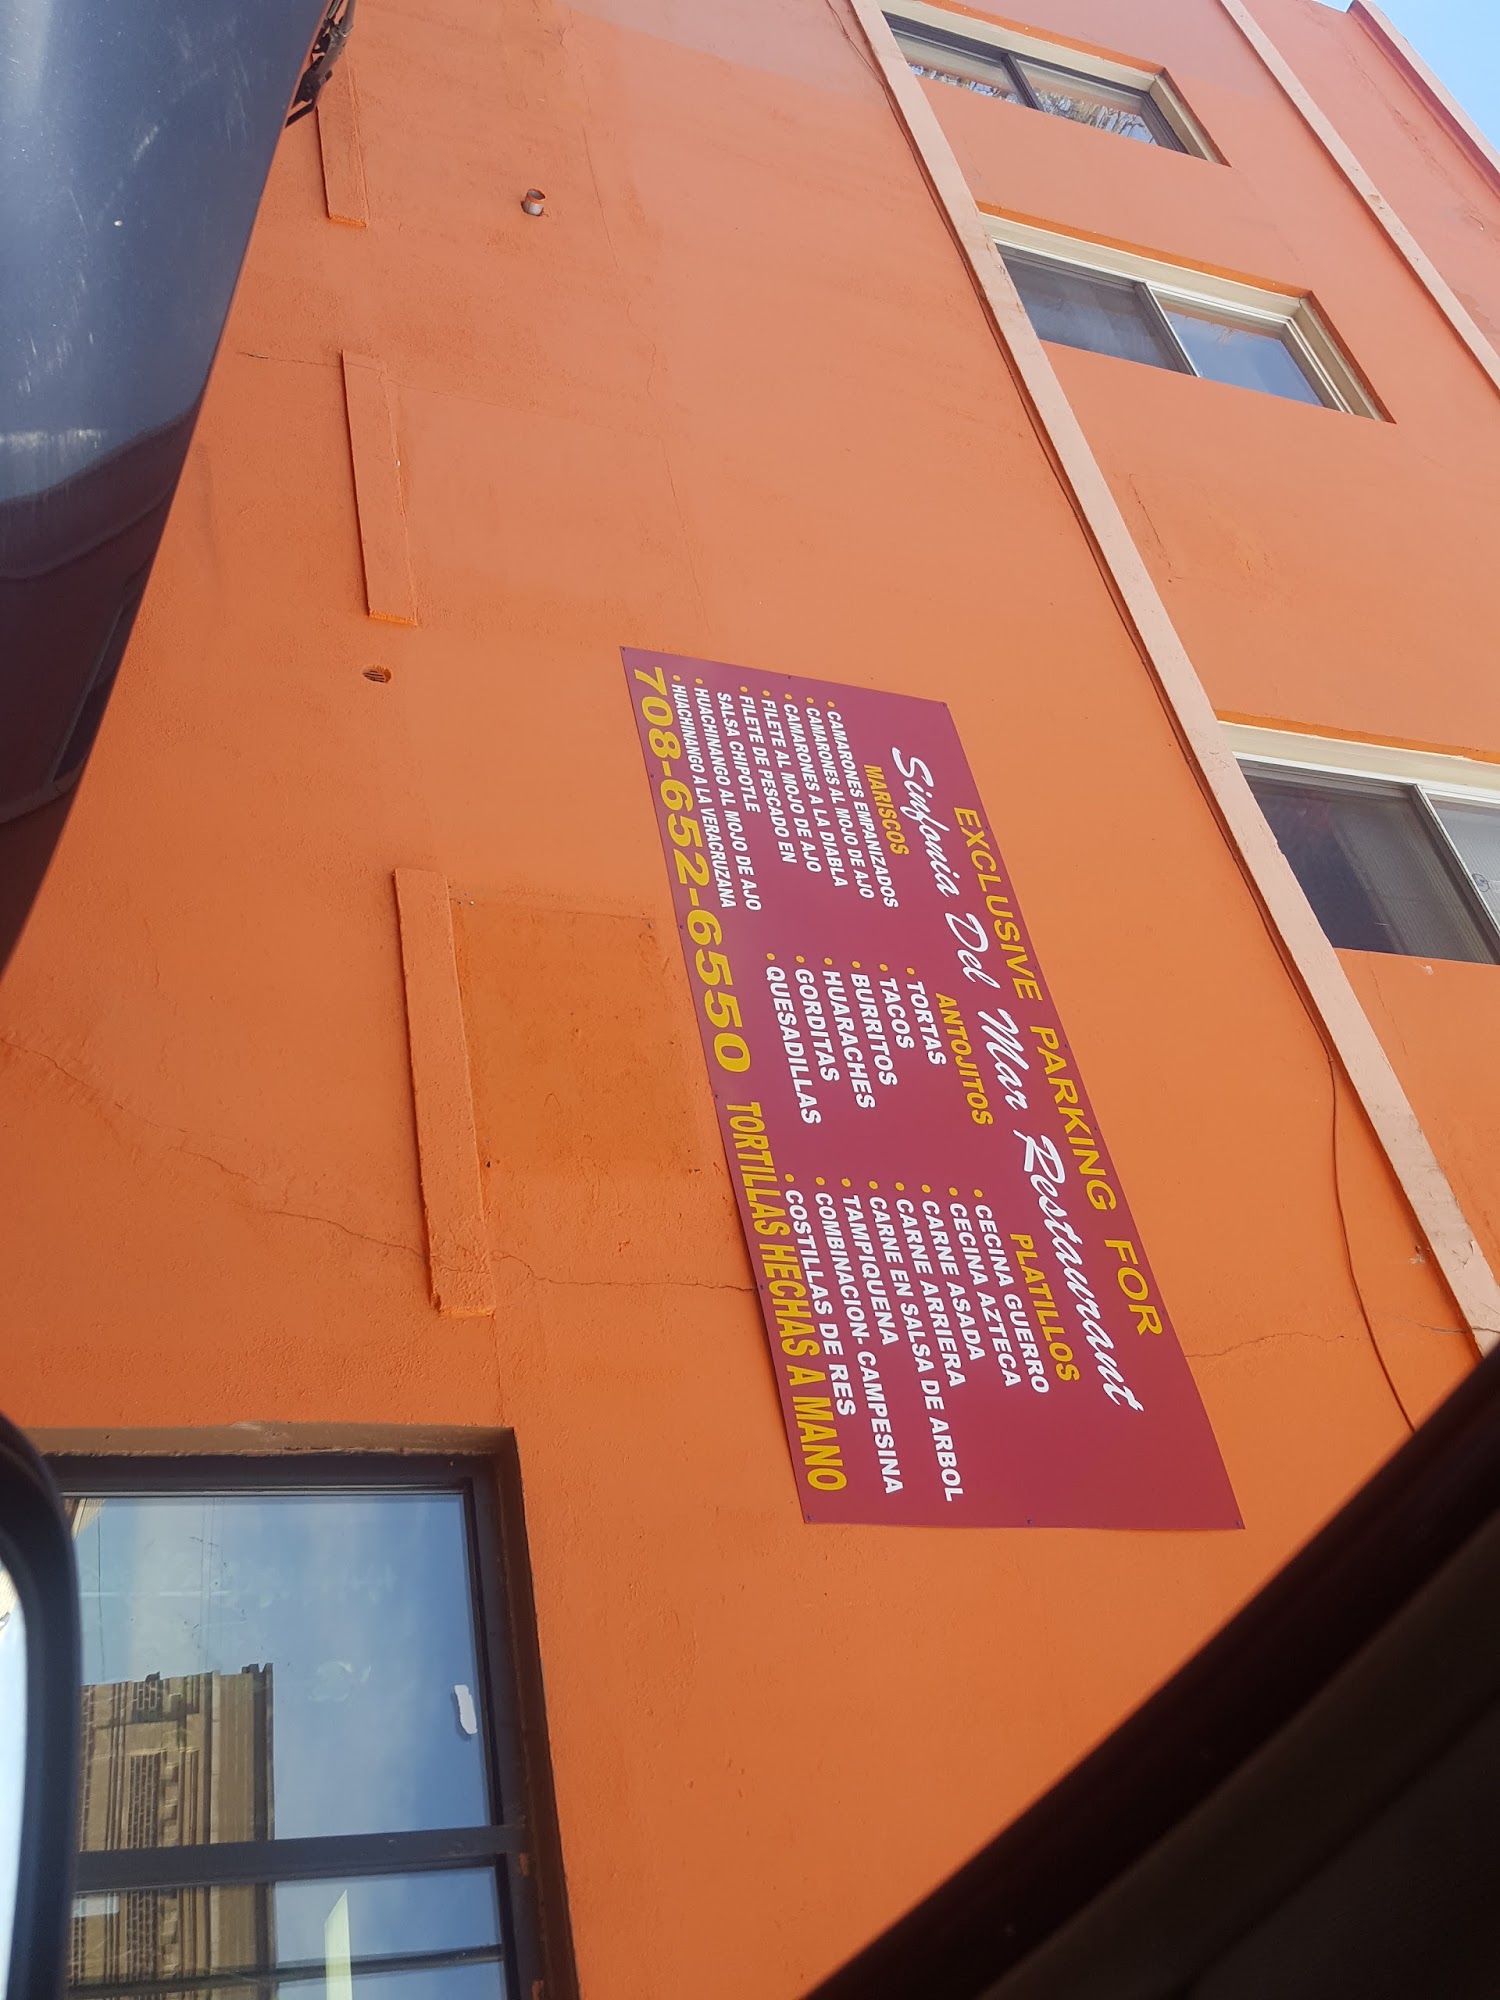 EXCLUSIVE PARKING FOR
Sinfonia Del Mar Restaurant
MARISCOS
• CAMARONES EMPANIZADOS
• CAMARONES AL MOJO DE AJO
• CAMARONES A LA DIABLA
• FILETE AL MOJO DE AJO
• FILETE DE PESCADO EN
SALSA CHIPOTLE
• HUACHINANGO AL MOJO DE AJO
• HUACHINANGO A LA VERACRUZANA
ANTOJITOS
• TORTAS
• TACOS
• BURRITOS
• HUARACHES
• GORDITAS
• QUESADILLAS
PLATILLOS
• CECINA GUERRO
• CECINA AZTECA
• CARNE ASADA
• CARNE ARRIERA
• CARNE EN SALSA DE ARBOL
• TAMPIQUENA
• COMBINACION- CAMPESINA
• COSTILLAS DE RES
708-652-6550 TORTILLAS HECHAS A MANO